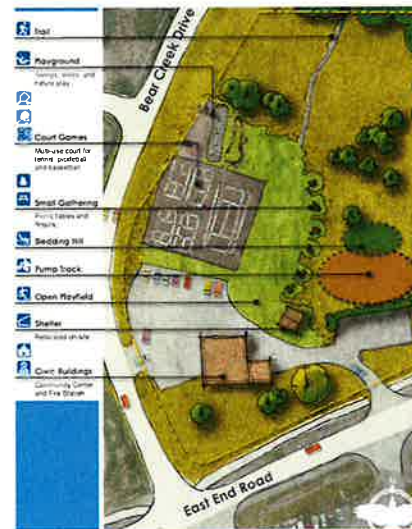 Trail
Playground
Swings, slides, and
nature play
Court Games
Multi-use court for
tennis, pickleball
and basketball
Small Gathering
Picnic tables and
Sledding Hill
Pump Track
Open Playfield
Shelter
Relocated on-site
Civic Buildings
Community Center
and Fire Station
Bear Creek Drive
East End Road